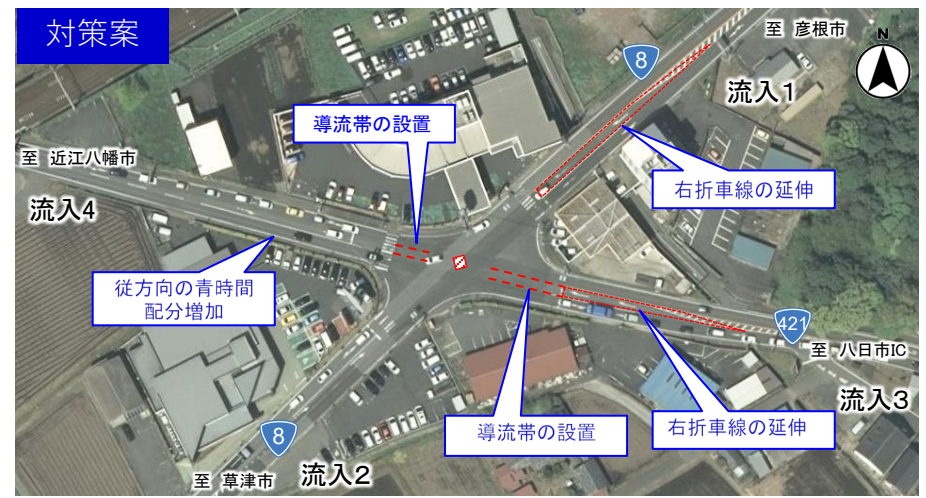 対策案
至 彦根市
N
8
流入1
導流帯の設置
至 近江八幡市
右折車線の延伸
流入4
従方向の青時間
配分増加
421
至 八日市IC
流入3
導流帯の設置
右折車線の延伸
8
至 草津市
流入2